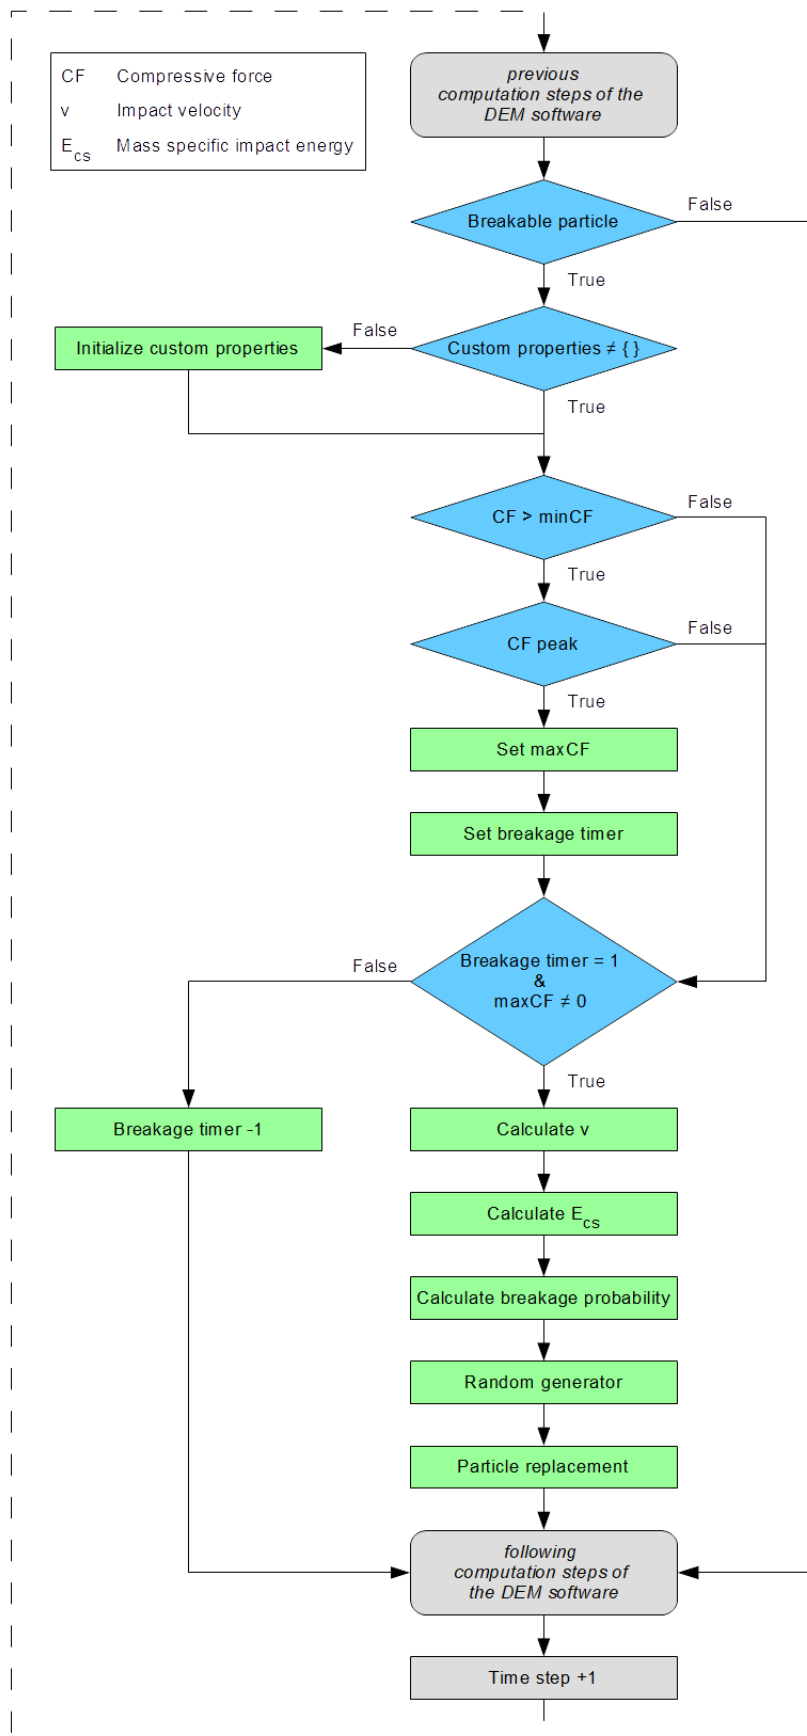 previous
computation steps of the
DEM software
CF Compressive force
v Impact velocity
E_cs Mass specific impact energy
Breakable particle
False
True
Custom properties ≠ { }
False
Initialize custom properties
True
CF > minCF
False
True
CF peak
False
True
Set maxCF
Set breakage timer
Breakage timer = 1
&
maxCF ≠ 0
False
True
Breakage timer -1
Calculate v
Calculate E_cs
Calculate breakage probability
Random generator
Particle replacement
following
computation steps of
the DEM software
Time step +1